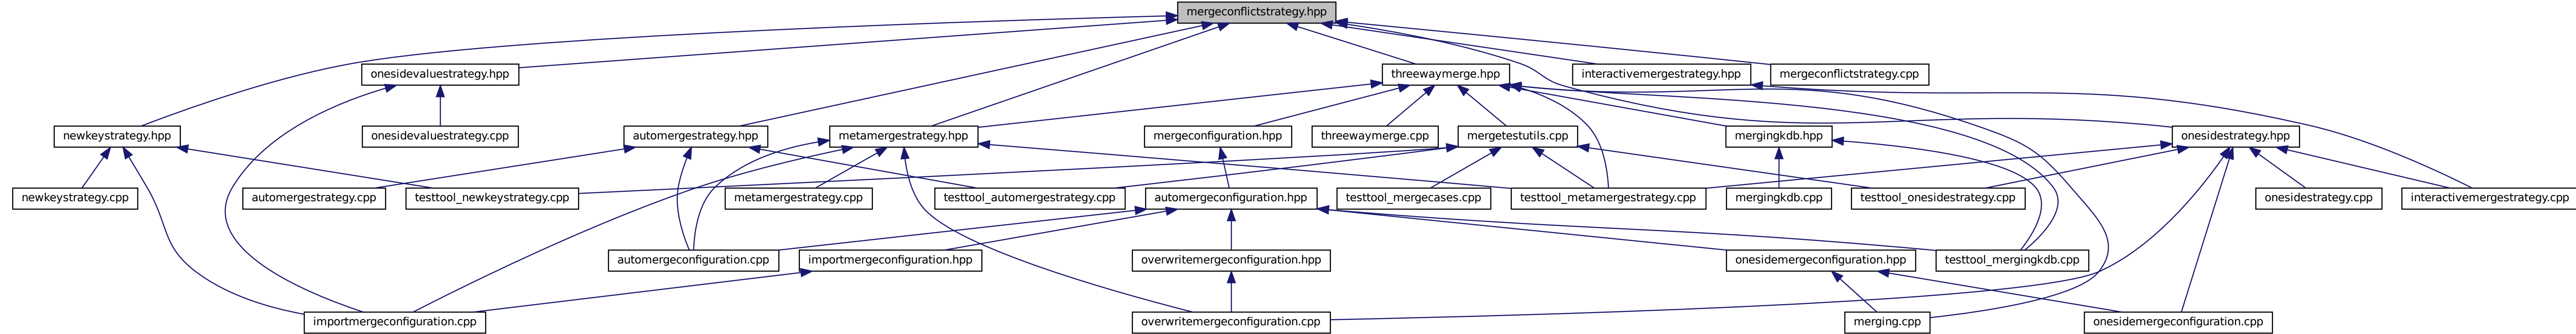 mergeconflictstrategy.hpp
onesidevaluestrategy.hpp
threewaymerge.hpp
interactivemergestrategy.hpp
mergeconflictstrategy.cpp
newkeystrategy.hpp
onesidevaluestrategy.cpp
automergestrategy.hpp
metamergestrategy.hpp
mergeconfiguration.hpp
threewaymerge.cpp
mergetestutils.cpp
mergingkdb.hpp
onesidestrategy.hpp
newkeystrategy.cpp
automergestrategy.cpp
testtool_newkeystrategy.cpp
metamergestrategy.cpp
testtool_automergestrategy.cpp
automergeconfiguration.hpp
testtool_mergecases.cpp
testtool_metamergestrategy.cpp
mergingkdb.cpp
testtool_onesidestrategy.cpp
onesidestrategy.cpp
interactivemergestrategy.cpp
automergeconfiguration.cpp
importmergeconfiguration.hpp
overwritemergeconfiguration.hpp
onesidemergeconfiguration.hpp
testtool_mergingkdb.cpp
importmergeconfiguration.cpp
overwritemergeconfiguration.cpp
merging.cpp
onesidemergeconfiguration.cpp